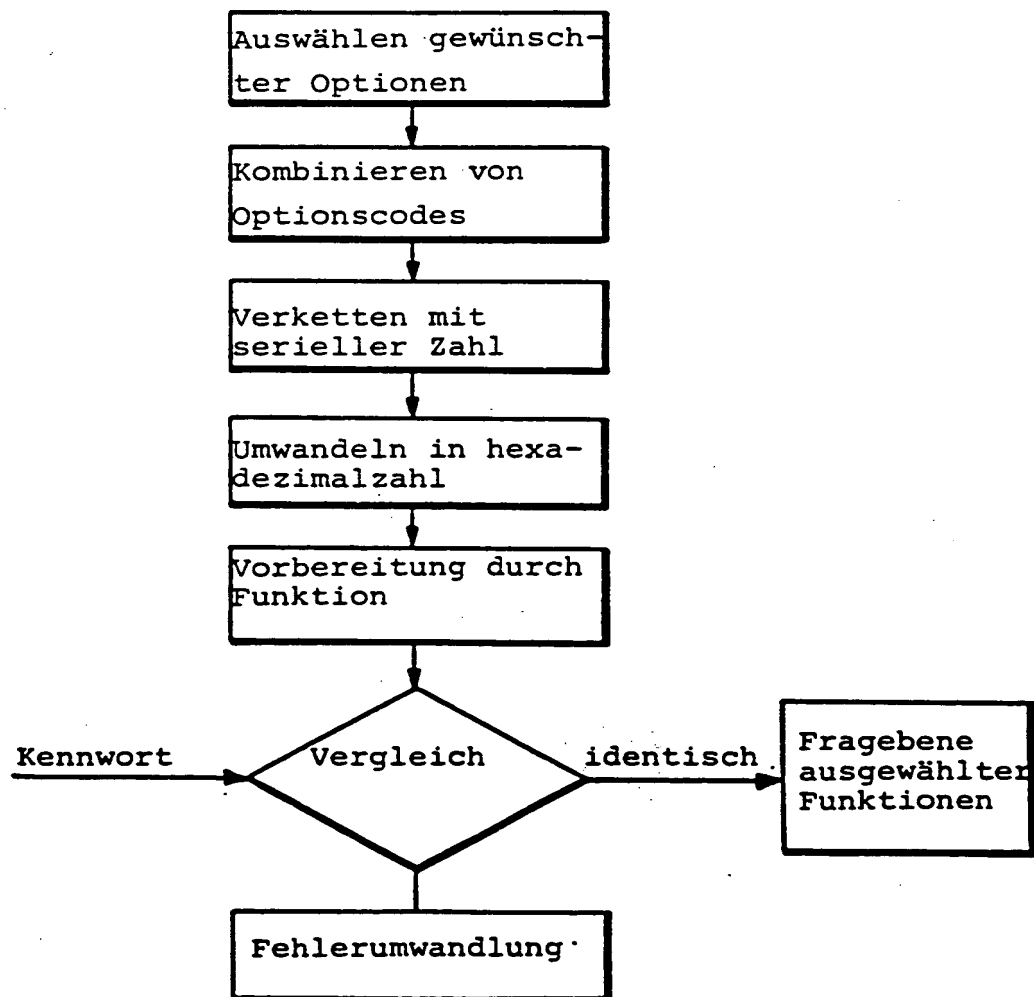 Auswählen gewünsch-
ter Optionen
Kombinieren von
Optionscodes
Verketten mit
serieller Zahl
Umwandeln in hexa-
dezimalzahl
Vorbereitung durch
Funktion
Kennwort
Vergleich
identisch
Fragebene
ausgewählter
Funktionen
Fehlerumwandlung